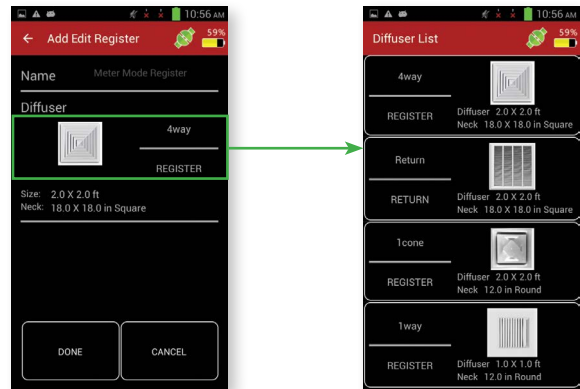 10:56 AM
Add Edit Register
59%
Name Meter Mode Register
Diffuser
4way
REGISTER
Size: 2.0 X 2.0 ft
Neck: 18.0 X 18.0 in Square
DONE CANCEL
10:56 AM
Diffuser List
59%
4way
REGISTER
Diffuser 2.0 X 2.0 ft
Neck 18.0 X 18.0 in Square
Return
RETURN
Diffuser 2.0 X 2.0 ft
Neck 18.0 X 18.0 in Square
1cone
REGISTER
Diffuser 2.0 X 2.0 ft
Neck 12.0 in Round
1way
REGISTER
Diffuser 1.0 X 1.0 ft
Neck 12.0 in Round